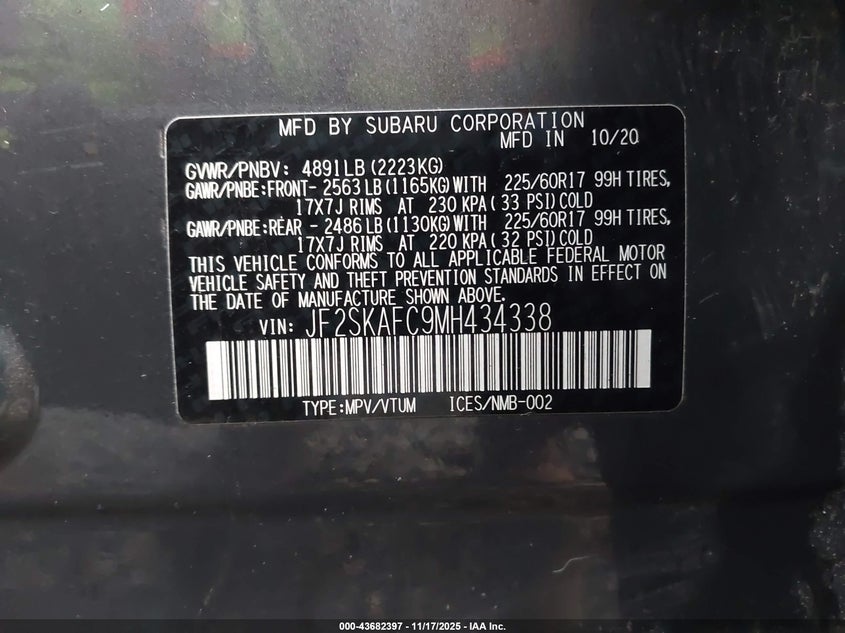 MFD BY SUBARU CORPORATION
MFD IN 10/20
GVWR/PNBV: 4891LB(2223KG)
GAWR/PNBE:FRONT- 2563LB(1165KG)WITH 225/60R17 99H TIRES,
17X7J RIMS AT 230 KPA( 33 PSI)COLD
GAWR/PNBE:REAR - 2486LB(1130KG)WITH 225/60R17 99H TIRES,
17X7J RIMS AT 220 KPA( 32 PSI)COLD
THIS VEHICLE CONFORMS TO ALL APPLICABLE FEDERAL MOTOR
VEHICLE SAFETY AND THEFT PREVENTION STANDARDS IN EFFECT ON
THE DATE OF MANUFACTURE SHOWN ABOVE.
VIN: JF2SKAFC9MH434338
TYPE:MPV/VTUM ICES/NMB-002
000-43682397 - 11/17/2025 - IAA Inc.